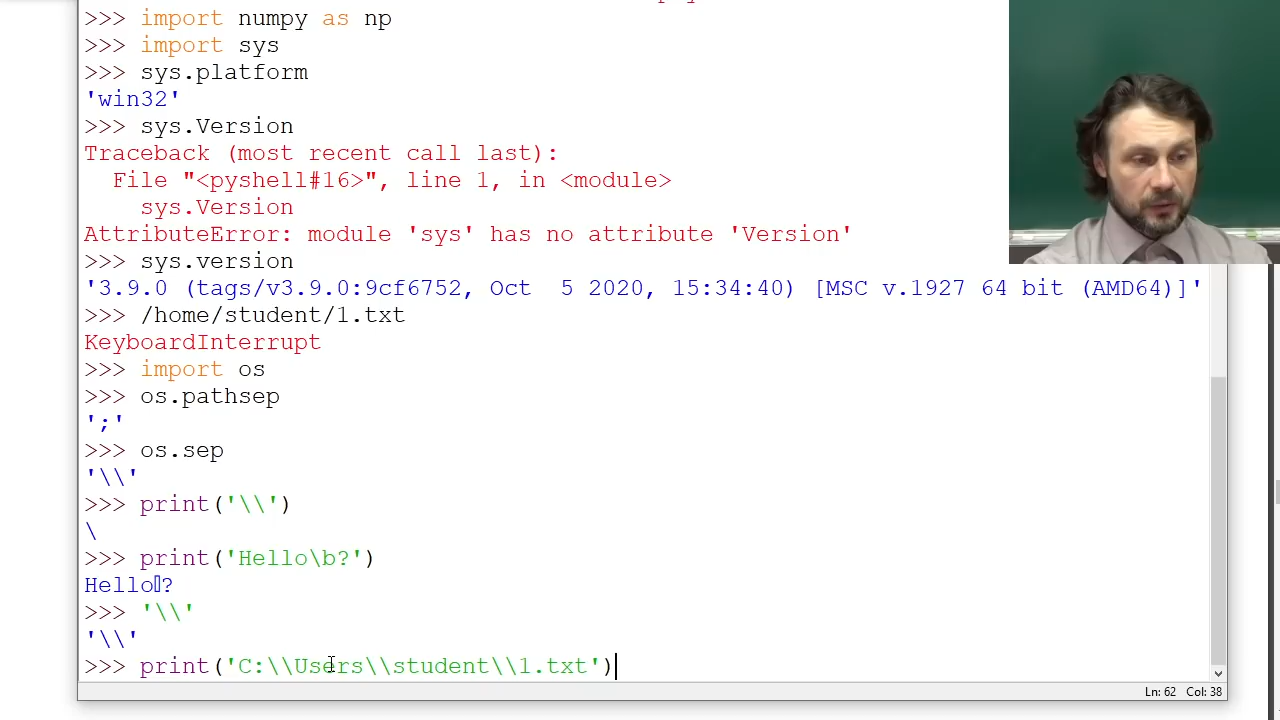 >>> import numpy as np
>>> import sys
>>> sys.platform
'win32'
>>> sys.Version
Traceback (most recent call last):
  File "<pyshell#16>", line 1, in <module>
    sys.Version
AttributeError: module 'sys' has no attribute 'Version'
>>> sys.version
'3.9.0 (tags/v3.9.0:9cf6752, Oct  5 2020, 15:34:40) [MSC v.1927 64 bit (AMD64)]'
>>> /home/student/1.txt
KeyboardInterrupt
>>> import os
>>> os.pathsep
';'
>>> os.sep
'\\'
>>> print('\\')
\
>>> print('Hello\b?')
Hello▯?
>>> '\\'
'\\'
>>> print('C:\\Users\\student\\1.txt')
Ln: 62 Col: 38